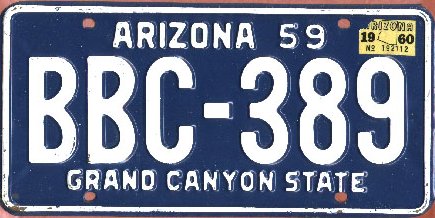 ARIZONA 59
ARIZONA
19 60
BBC-389
GRAND CANYON STATE